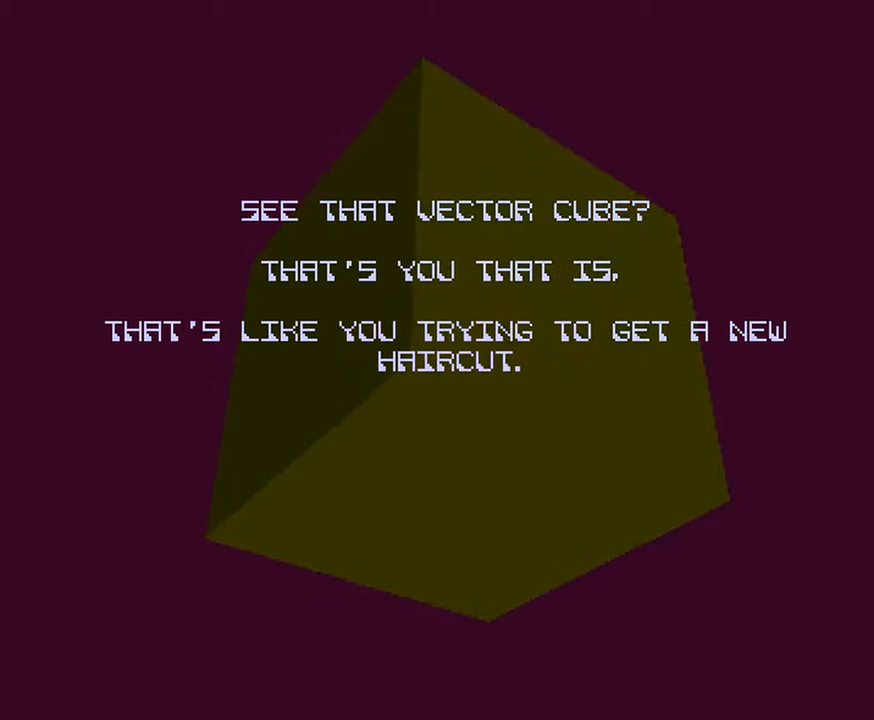 SEE THAT VECTOR CUBE?
THAT'S YOU THAT IS,
THAT'S LIKE YOU TRYING TO GET A NEW
HAIRCUT.